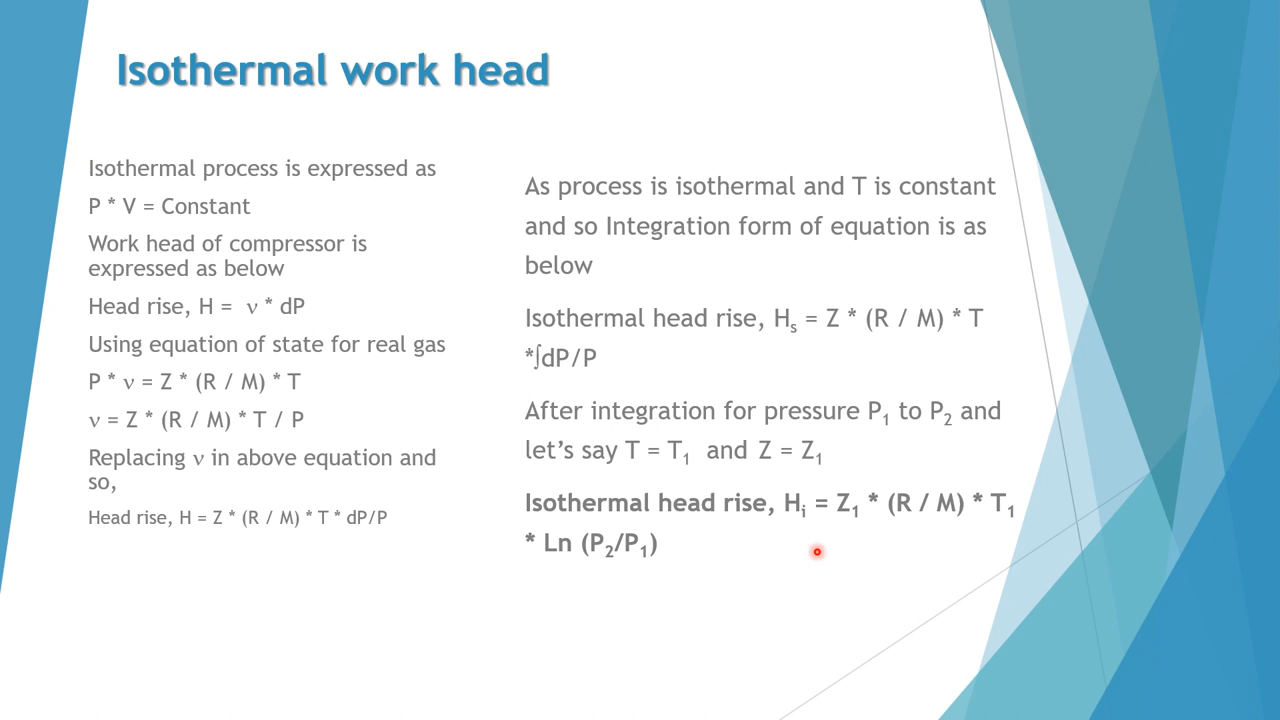 Isothermal work head
Isothermal process is expressed as
P * V = Constant
Work head of compressor is
expressed as below
Head rise, H =  ν * dP
Using equation of state for real gas
P * ν = Z * (R / M) * T
ν = Z * (R / M) * T / P
Replacing ν in above equation and
so,
Head rise, H = Z * (R / M) * T * dP/P
As process is isothermal and T is constant
and so Integration form of equation is as
below
Isothermal head rise, Hₛ = Z * (R / M) * T
*∫dP/P
After integration for pressure P₁ to P₂ and
let’s say T = T₁  and Z = Z₁
Isothermal head rise, Hᵢ = Z₁ * (R / M) * T₁
* Ln (P₂/P₁)